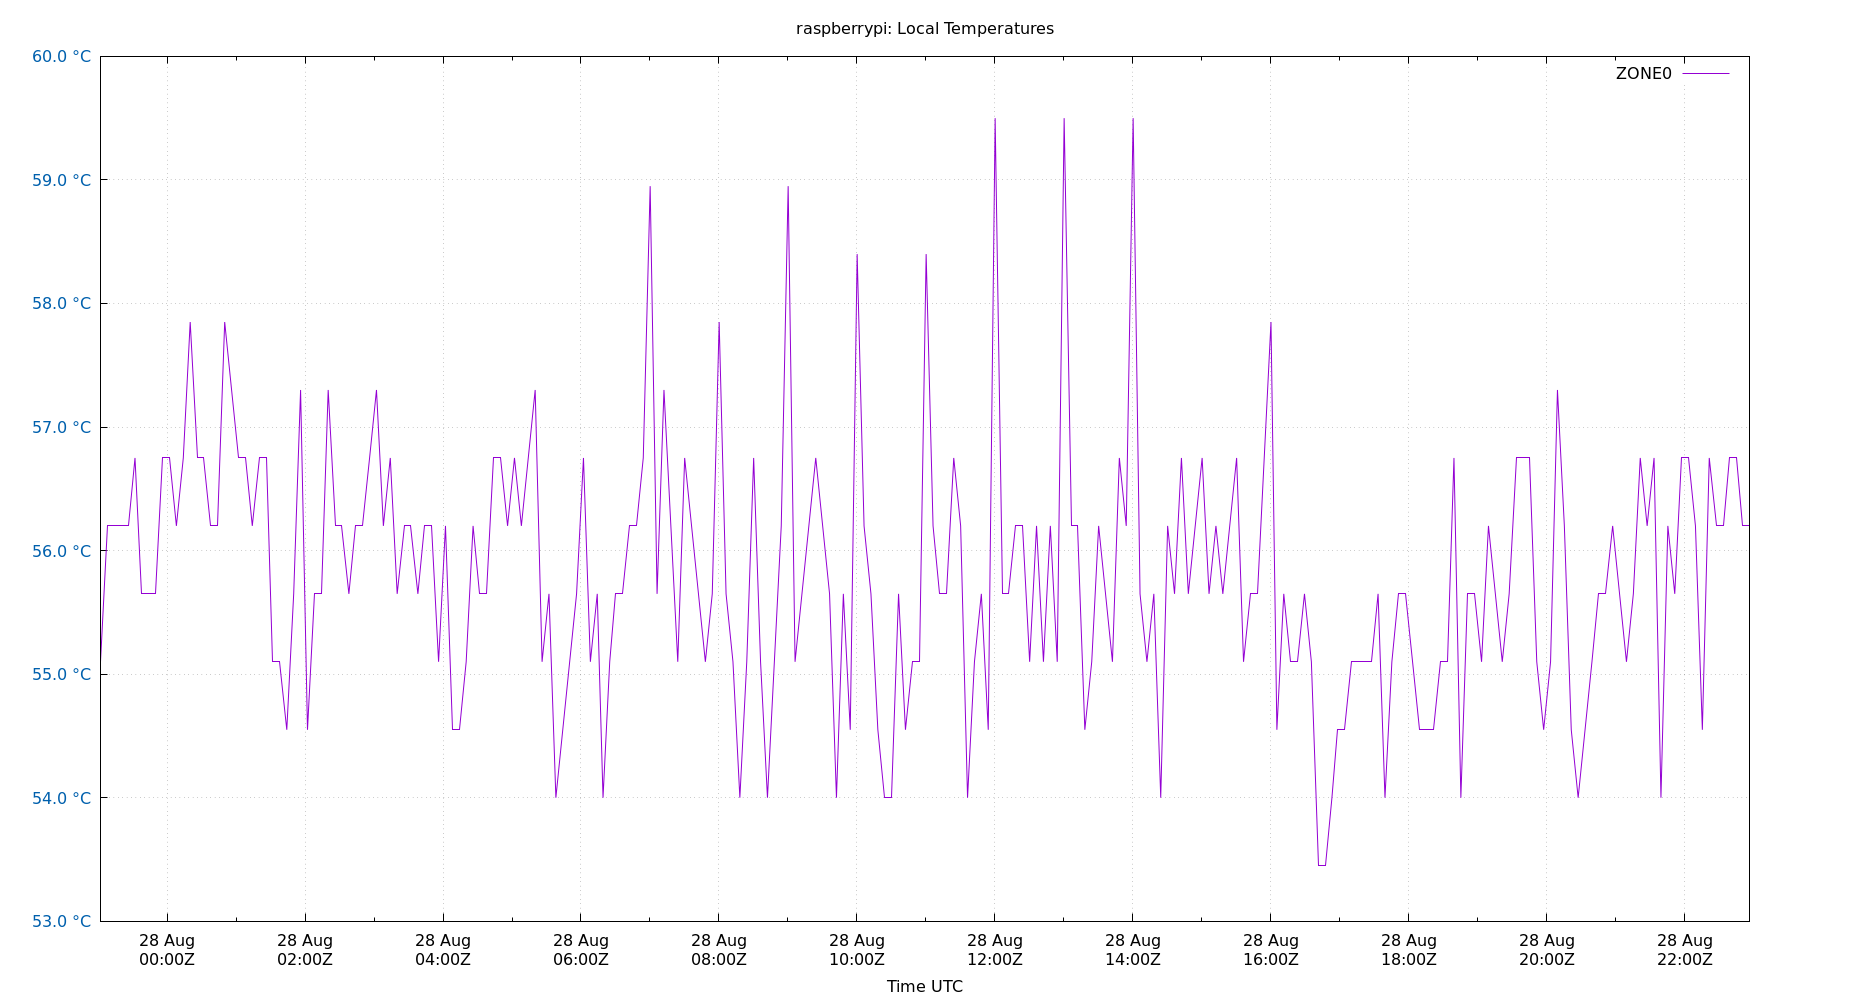 raspberrypi: Local Temperatures
60.0 °C
ZONE0
59.0 °C
58.0 °C
57.0 °C
56.0 °C
55.0 °C
54.0 °C
53.0 °C
28 Aug 28 Aug 28 Aug 28 Aug 28 Aug 28 Aug 28 Aug 28 Aug 28 Aug 28 Aug 28 Aug 28 Aug
00:00Z 02:00Z 04:00Z 06:00Z 08:00Z 10:00Z 12:00Z 14:00Z 16:00Z 18:00Z 20:00Z 22:00Z
Time UTC